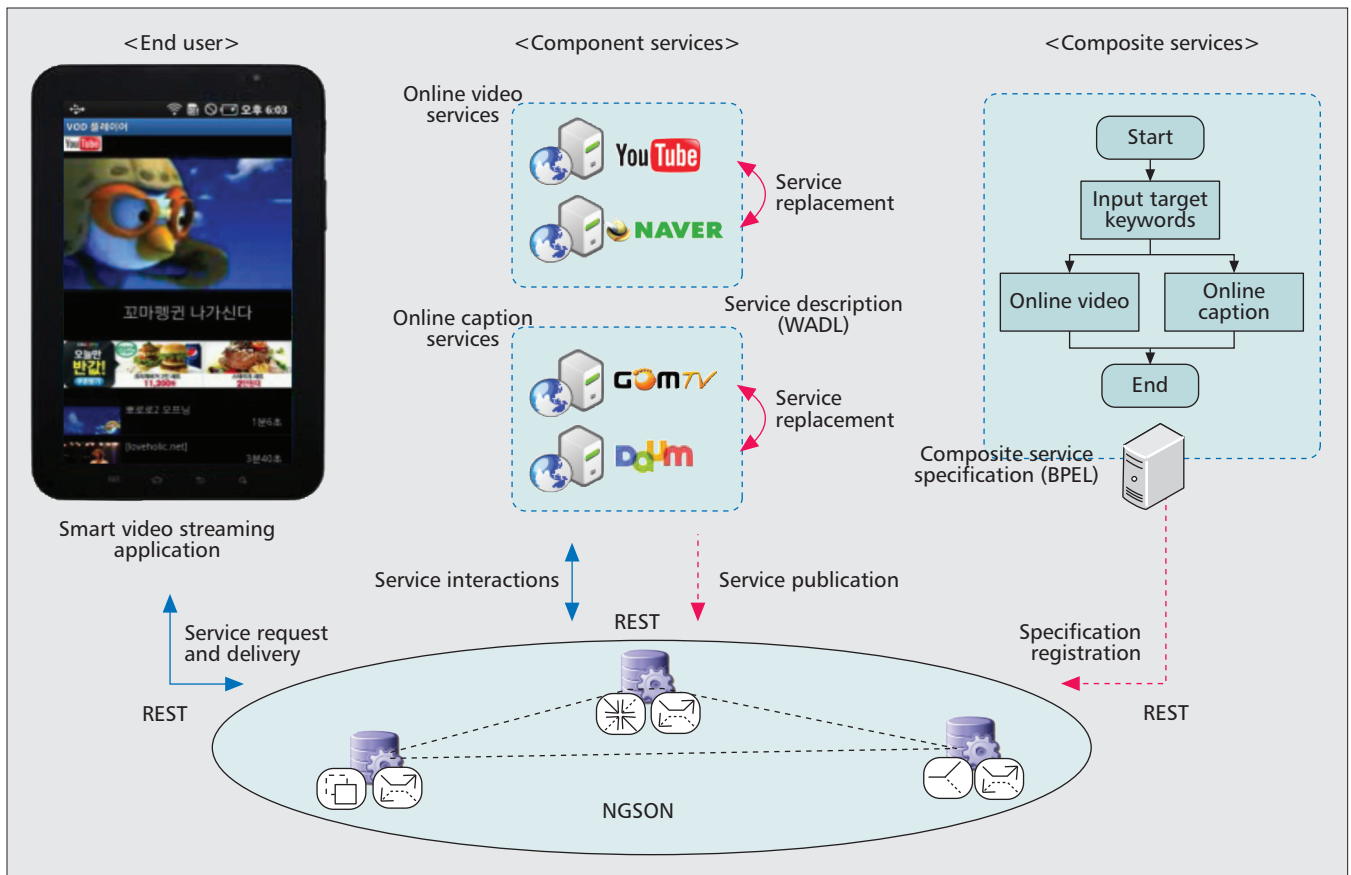 <End user>
오후 6:03
VOD 플레이어
YouTube
꼬마펭귄 나가신다
오늘만
반값!
11,200원
뽀로로2 오프닝
1분6초
[loveholic.net]
3분40초
Smart video streaming
application
<Component services>
Online video
services
YouTube
NAVER
Service
replacement
Service description
(WADL)
Online caption
services
GOMTV
Daum
Service
replacement
<Composite services>
Start
Input target
keywords
Online video
Online
caption
End
Composite service
specification (BPEL)
Service interactions
Service publication
Service request
and delivery
REST
REST
Specification
registration
REST
NGSON